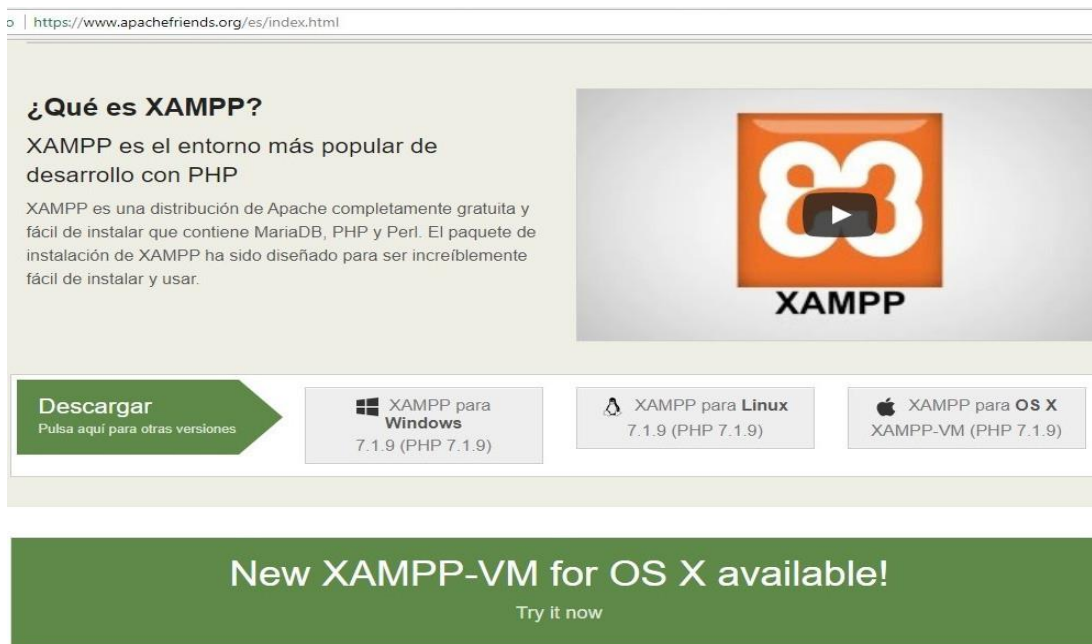 https://www.apachefriends.org/es/index.html
¿Qué es XAMPP?
XAMPP es el entorno más popular de
desarrollo con PHP
XAMPP es una distribución de Apache completamente gratuita y
fácil de instalar que contiene MariaDB, PHP y Perl. El paquete de
instalación de XAMPP ha sido diseñado para ser increíblemente
fácil de instalar y usar.
XAMPP
Descargar
Pulsa aquí para otras versiones
XAMPP para
Windows
7.1.9 (PHP 7.1.9)
XAMPP para Linux
7.1.9 (PHP 7.1.9)
XAMPP para OS X
XAMPP-VM (PHP 7.1.9)
New XAMPP-VM for OS X available!
Try it now